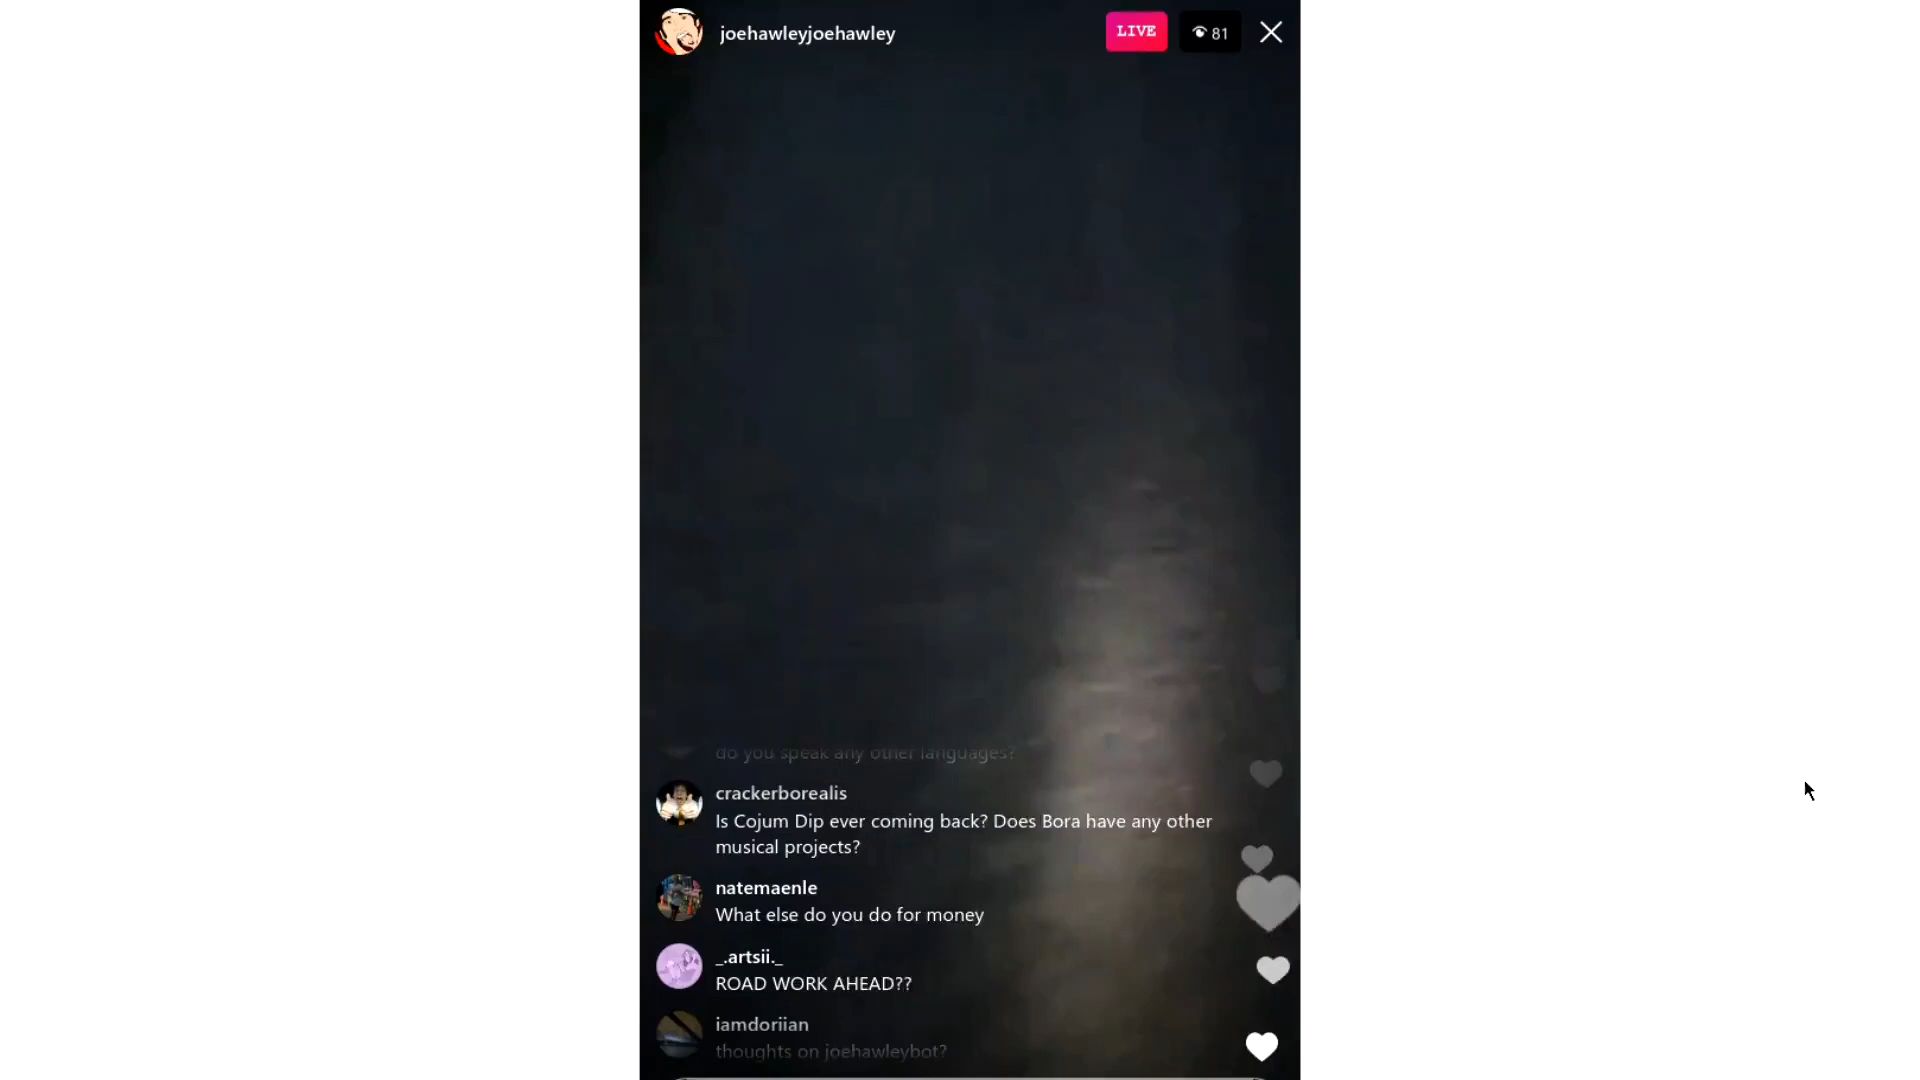 joehawleyjoehawley
LIVE
81
do you speak any other languages?
crackerborealis
Is Cojum Dip ever coming back? Does Bora have any other
musical projects?
natemaenle
What else do you do for money
_.artsii._
ROAD WORK AHEAD??
iamdoriian
thoughts on joehawleybot?